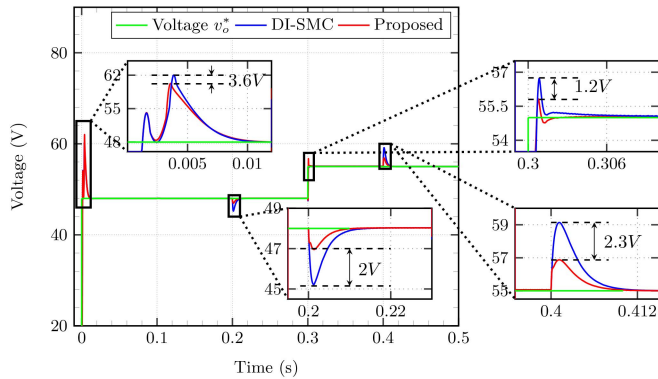 Voltage v_o^* DI-SMC Proposed
80
60
40
20
Voltage (V)
0 0.1 0.2 0.3 0.4 0.5
Time (s)
62
55
48
3.6V
0.005 0.01
57
55.5
54
1.2V
0.3 0.306
49
47
45
2V
0.2 0.22
59
57
55
2.3V
0.4 0.412